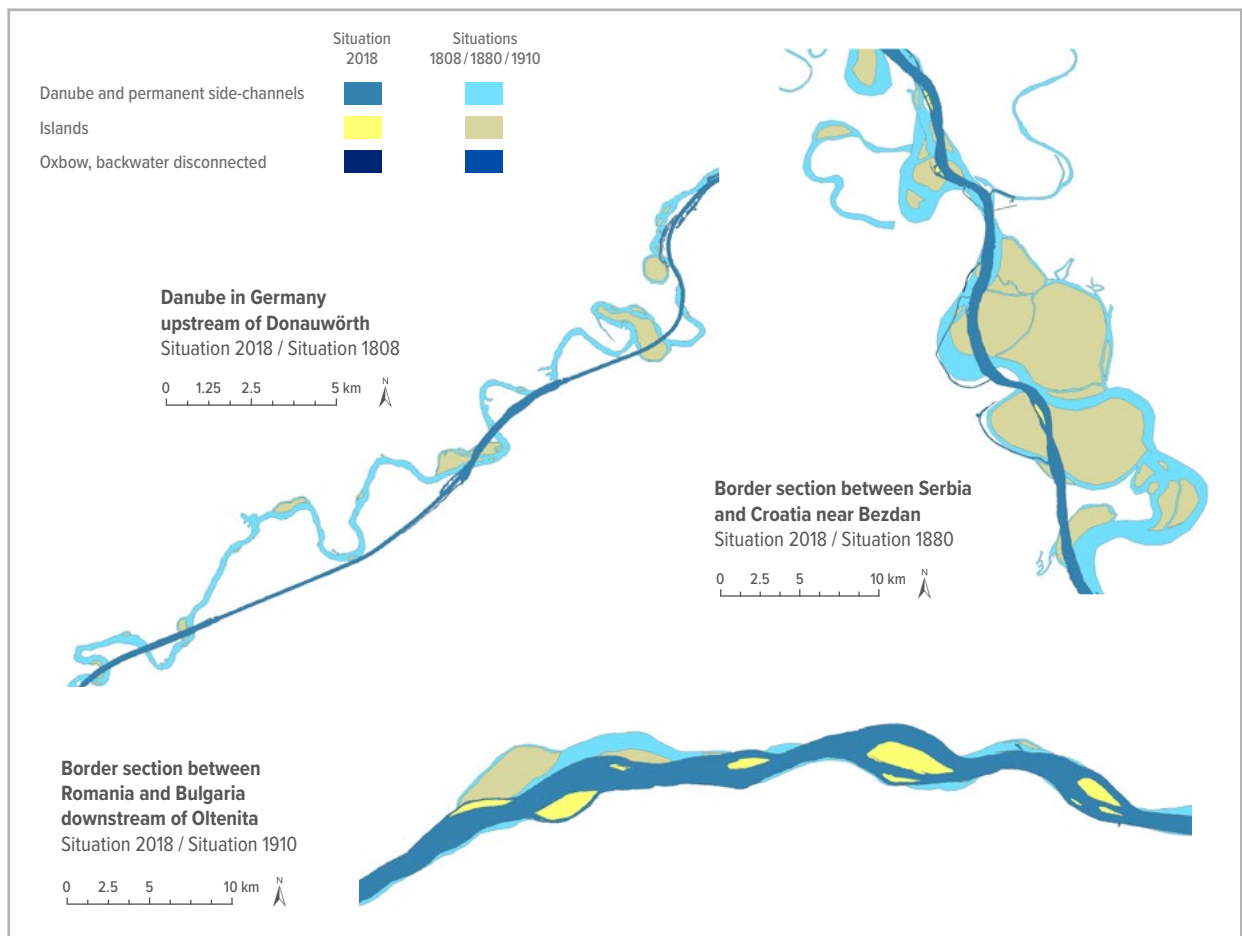 Situation
2018
Situations
1808/1880/1910
Danube and permanent side-channels
Islands
Oxbow, backwater disconnected
Danube in Germany
upstream of Donauwörth
Situation 2018 / Situation 1808
0 1.25 2.5 5 km N
Border section between Serbia
and Croatia near Bezdan
Situation 2018 / Situation 1880
0 2.5 5 10 km N
Border section between
Romania and Bulgaria
downstream of Oltenita
Situation 2018 / Situation 1910
0 2.5 5 10 km N